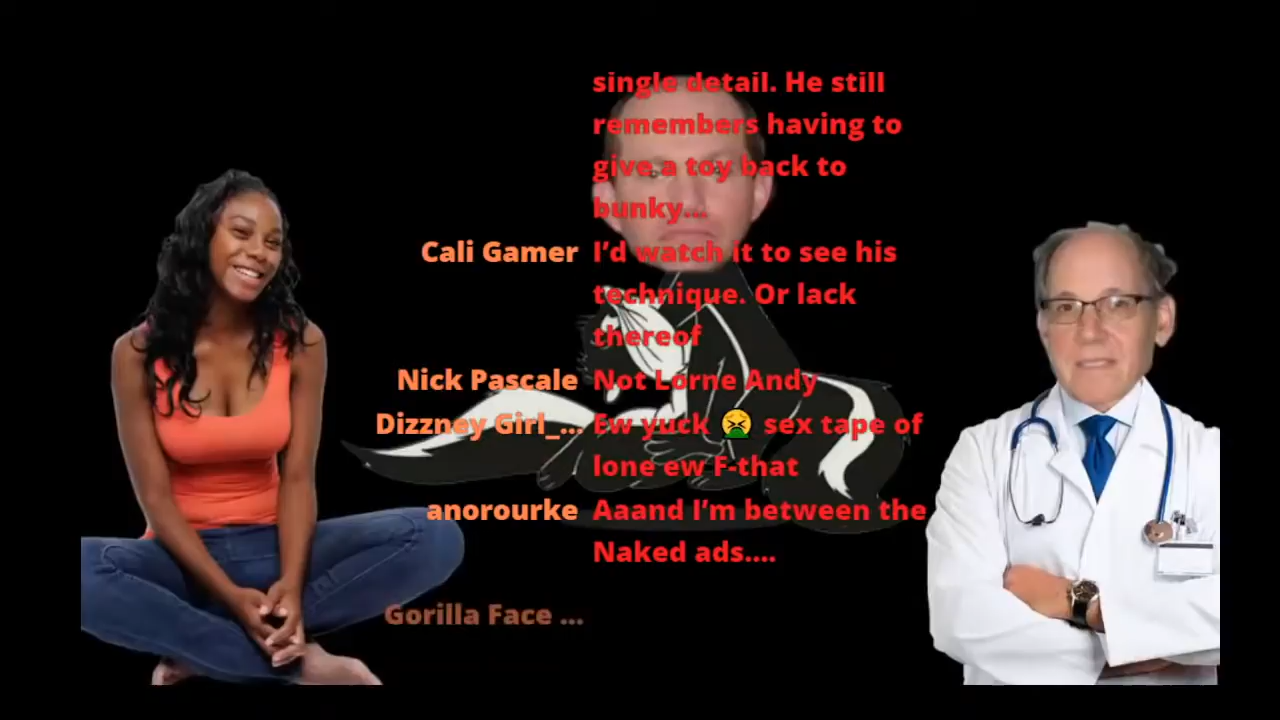 single detail. He still
remembers having to
give a toy back to
bunky...
Cali Gamer I'd watch it to see his
technique. Or lack
thereof
Nick Pascale Not Lorne Andy
Dizzney Girl_... Ew yuck 🤮 sex tape of
lone ew F-that
anorourke Aaand I'm between the
Naked ads....
Gorilla Face ...